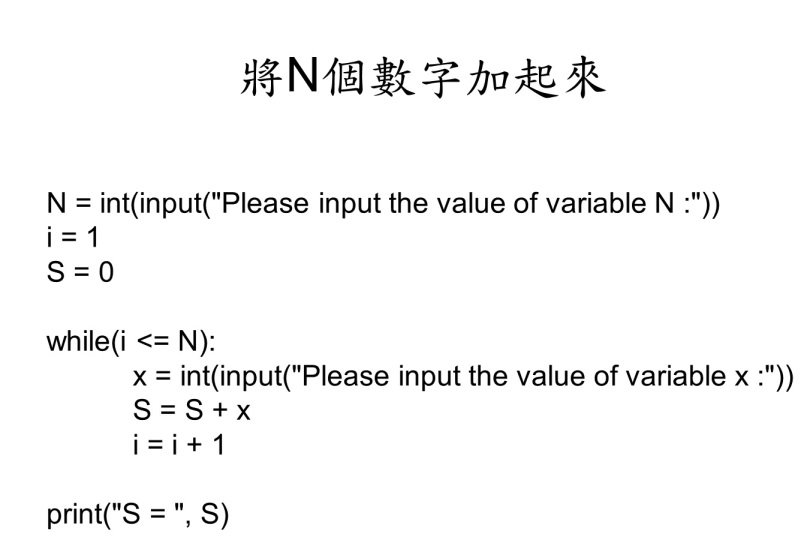 將N個數字加起來
N = int(input("Please input the value of variable N :"))
i = 1
S = 0
while(i <= N):
x = int(input("Please input the value of variable x :"))
S = S + x
i = i + 1
print("S = ", S)